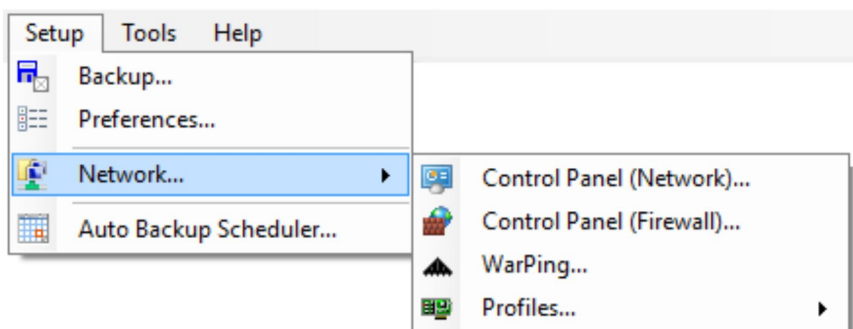 Setup Tools Help
Backup...
Preferences...
Network...
Auto Backup Scheduler...
Control Panel (Network)...
Control Panel (Firewall)...
WarPing...
Profiles...